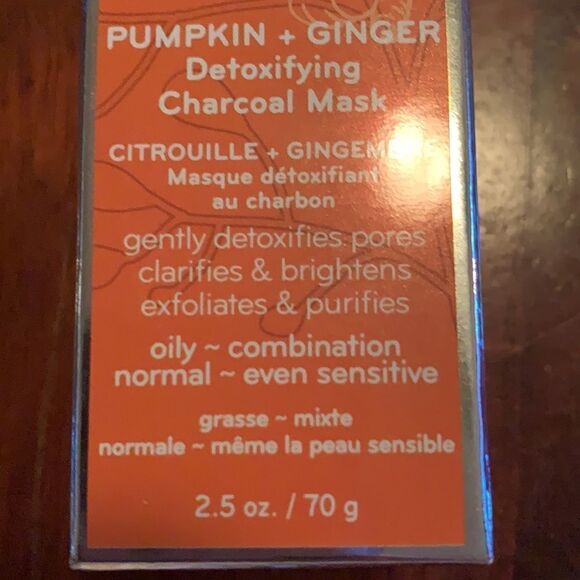 PUMPKIN + GINGER
Detoxifying
Charcoal Mask
CITROUILLE + 
Masque détoxifiant
au charbon
gently detoxifies pores
clarifies & brightens
exfoliates & purifies
oily ~ combination
normal ~ even sensitive
grasse ~ mixte
normale ~ même la peau sensible
2.5 oz. / 70 g